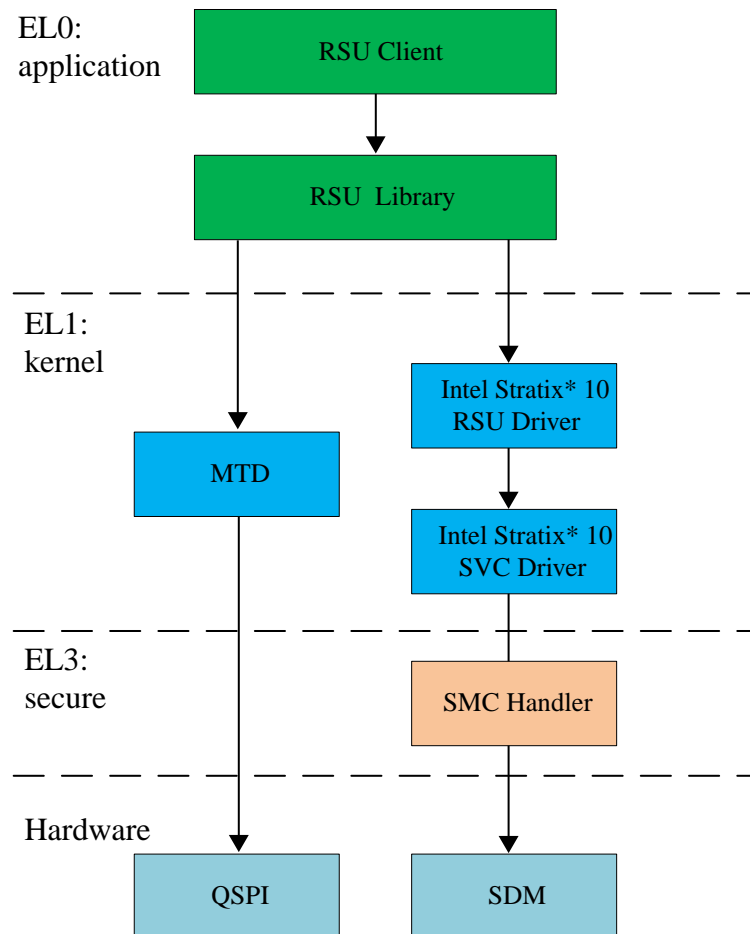 EL0:
application
RSU Client
RSU Library
EL1:
kernel
Intel Stratix* 10
RSU Driver
MTD
Intel Stratix* 10
SVC Driver
EL3:
secure
SMC Handler
Hardware
QSPI
SDM